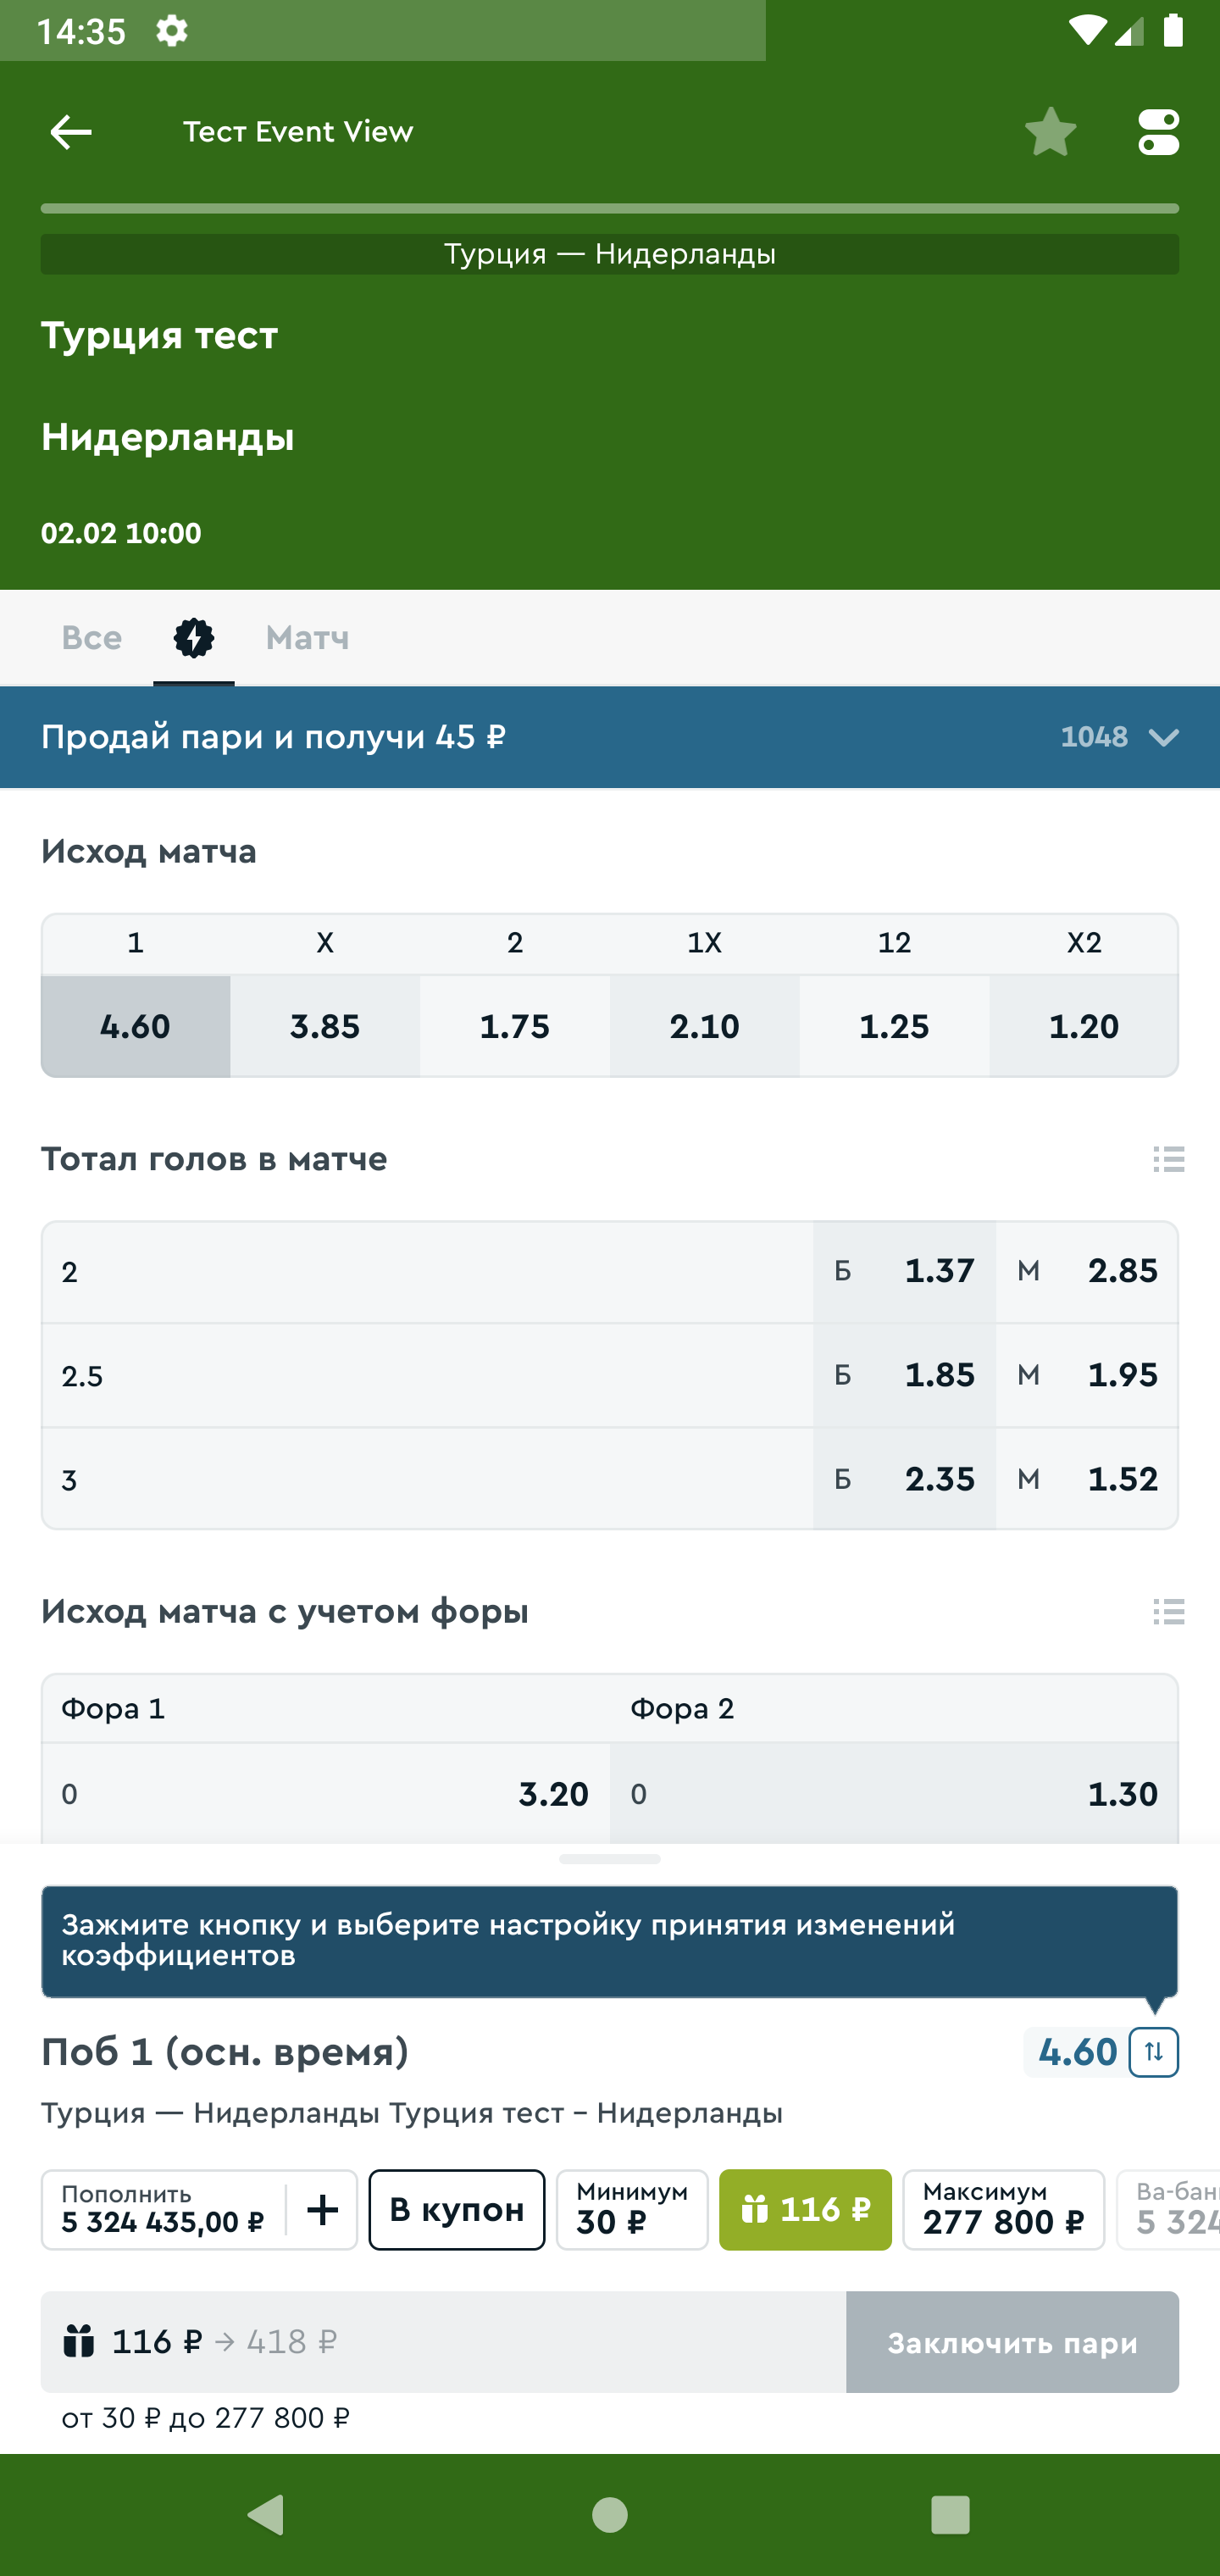 14:35
Тест Event View
Турция — Нидерланды
Турция тест
Нидерланды
02.02 10:00
Все
Матч
Продай пари и получи 45 ₽
1048
Исход матча
1 X 2 1X 12 X2
4.60 3.85 1.75 2.10 1.25 1.20
Тотал голов в матче
2 Б 1.37 М 2.85
2.5 Б 1.85 М 1.95
3 Б 2.35 М 1.52
Исход матча с учетом форы
Фора 1 Фора 2
0 3.20 0 1.30
Зажмите кнопку и выберите настройку принятия изменений
коэффициентов
Поб 1 (осн. время)
4.60
Турция — Нидерланды Турция тест – Нидерланды
Пополнить
5 324 435,00 ₽
В купон
Минимум
30 ₽
116 ₽
Максимум
277 800 ₽
Ва-бан
5 324
116 ₽ → 418 ₽
Заключить пари
от 30 ₽ до 277 800 ₽